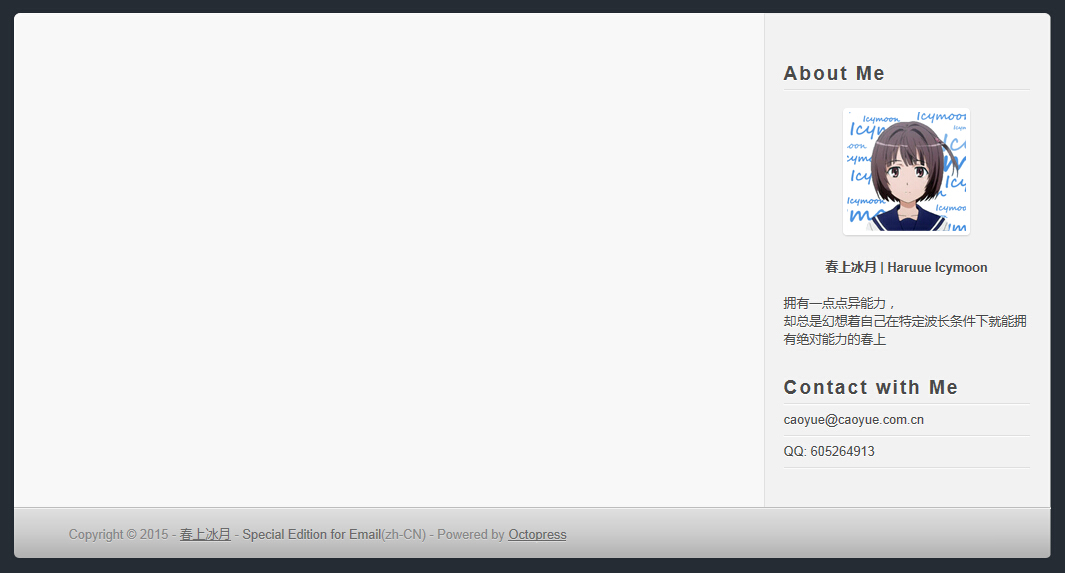 About Me
Icymoon
Icymoon
Icymoon
春上冰月 | Haruue Icymoon
拥有一点点异能力，
却总是幻想着自己在特定波长条件下就能拥
有绝对能力的春上
Contact with Me
caoyue@caoyue.com.cn
QQ: 605264913
Copyright © 2015 - 春上冰月 - Special Edition for Email(zh-CN) - Powered by Octopress